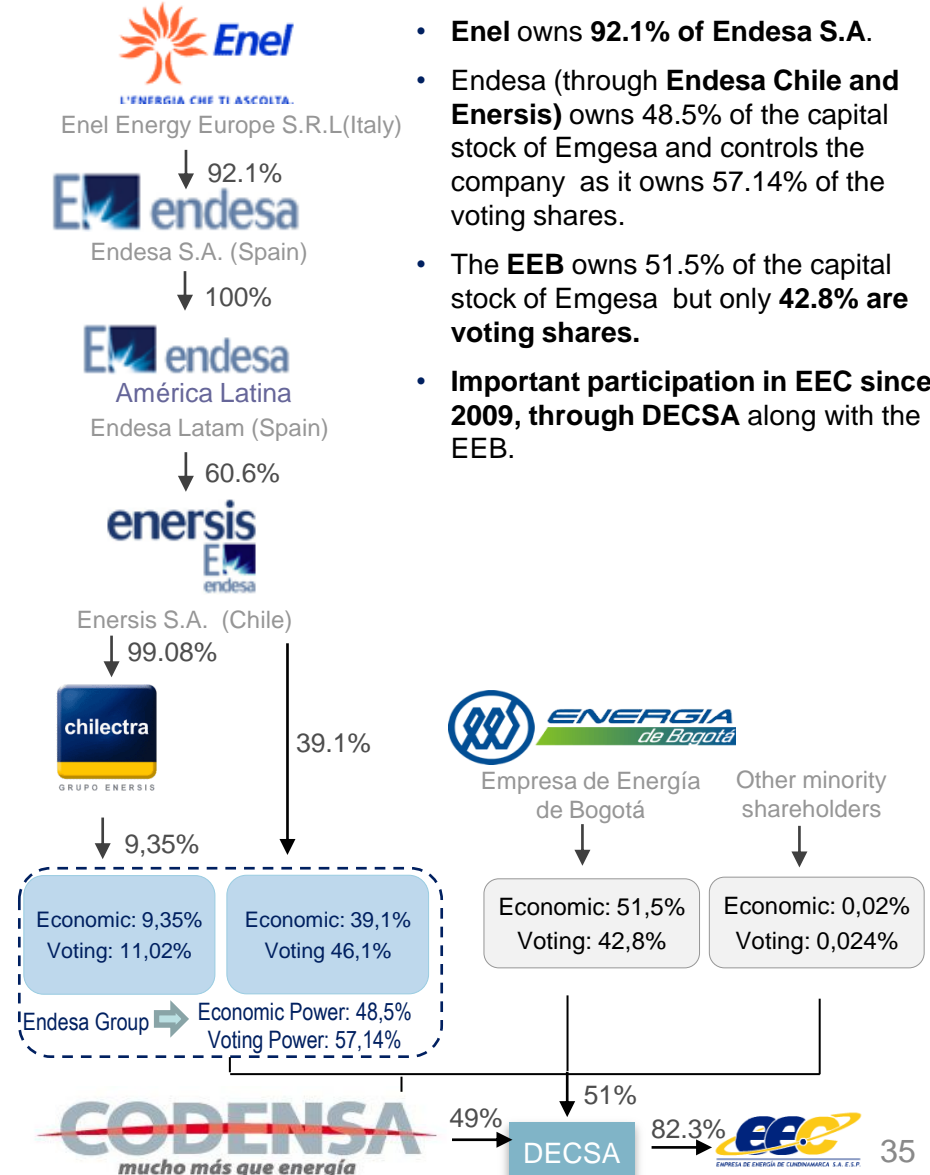 Enel
L'ENERGIA CHE TI ASCOLTA.
Enel Energy Europe S.R.L(Italy)
92.1%
endesa
Endesa S.A. (Spain)
100%
endesa
América Latina
Endesa Latam (Spain)
60.6%
enersis
endesa
Enersis S.A. (Chile)
99.08%
39.1%
chilectra
GRUPO ENERSIS
9,35%
Economic: 9,35%
Voting: 11,02%
Economic: 39,1%
Voting 46,1%
Endesa Group
Economic Power: 48,5%
Voting Power: 57,14%
• Enel owns 92.1% of Endesa S.A.
• Endesa (through Endesa Chile and
Enersis) owns 48.5% of the capital
stock of Emgesa and controls the
company as it owns 57.14% of the
voting shares.
• The EEB owns 51.5% of the capital
stock of Emgesa but only 42.8% are
voting shares.
• Important participation in EEC since
2009, through DECSA along with the
EEB.
ENERGIA
de Bogotá
Empresa de Energía
de Bogotá
Other minority
shareholders
Economic: 51,5%
Voting: 42,8%
Economic: 0,02%
Voting: 0,024%
CODENSA
mucho más que energía
49%
51%
DECSA
82.3%
eec
EMPRESA DE ENERGÍA DE CUNDINAMARCA S.A. E.S.P.
35